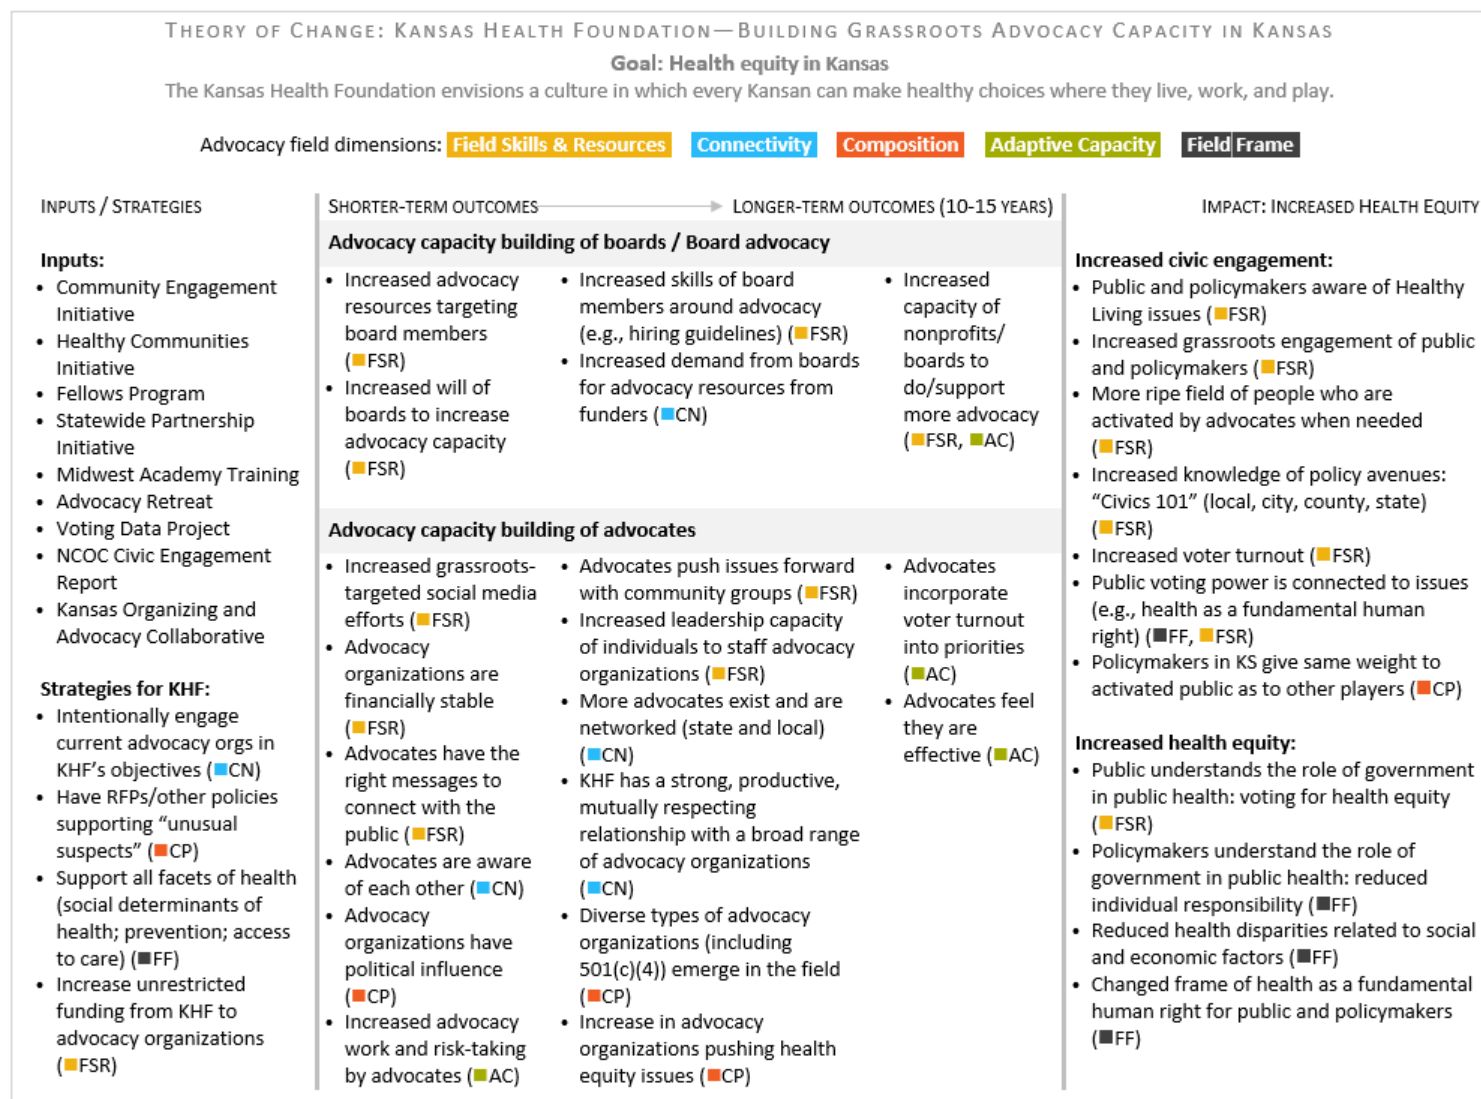 THEORY OF CHANGE: KANSAS HEALTH FOUNDATION—BUILDING GRASSROOTS ADVOCACY CAPACITY IN KANSAS
Goal: Health equity in Kansas
The Kansas Health Foundation envisions a culture in which every Kansan can make healthy choices where they live, work, and play.
Advocacy field dimensions: Field Skills & Resources Connectivity Composition Adaptive Capacity Field Frame
INPUTS / STRATEGIES
Inputs:
• Community Engagement
Initiative
• Healthy Communities
Initiative
• Fellows Program
• Statewide Partnership
Initiative
• Midwest Academy Training
• Advocacy Retreat
• Voting Data Project
• NCOC Civic Engagement
Report
• Kansas Organizing and
Advocacy Collaborative
Strategies for KHF:
• Intentionally engage
current advocacy orgs in
KHF's objectives (■CN)
• Have RFPs/other policies
supporting “unusual
suspects” (■CP)
• Support all facets of health
(social determinants of
health; prevention; access
to care) (■FF)
• Increase unrestricted
funding from KHF to
advocacy organizations
(■FSR)
SHORTER-TERM OUTCOMES → LONGER-TERM OUTCOMES (10-15 YEARS)
Advocacy capacity building of boards / Board advocacy
• Increased advocacy
resources targeting
board members
(■FSR)
• Increased will of
boards to increase
advocacy capacity
(■FSR)
• Increased skills of board
members around advocacy
(e.g., hiring guidelines) (■FSR)
• Increased demand from boards
for advocacy resources from
funders (■CN)
• Increased
capacity of
nonprofits/
boards to
do/support
more advocacy
(■FSR, ■AC)
Advocacy capacity building of advocates
• Increased grassroots-
targeted social media
efforts (■FSR)
• Advocacy
organizations are
financially stable
(■FSR)
• Advocates have the
right messages to
connect with the
public (■FSR)
• Advocates are aware
of each other (■CN)
• Advocacy
organizations have
political influence
(■CP)
• Increased advocacy
work and risk-taking
by advocates (■AC)
• Advocates push issues forward
with community groups (■FSR)
• Increased leadership capacity
of individuals to staff advocacy
organizations (■FSR)
• More advocates exist and are
networked (state and local)
(■CN)
• KHF has a strong, productive,
mutually respecting
relationship with a broad range
of advocacy organizations
(■CN)
• Diverse types of advocacy
organizations (including
501(c)(4)) emerge in the field
(■CP)
• Increase in advocacy
organizations pushing health
equity issues (■CP)
• Advocates
incorporate
voter turnout
into priorities
(■AC)
• Advocates feel
they are
effective (■AC)
IMPACT: INCREASED HEALTH EQUITY
Increased civic engagement:
• Public and policymakers aware of Healthy
Living issues (■FSR)
• Increased grassroots engagement of public
and policymakers (■FSR)
• More ripe field of people who are
activated by advocates when needed
(■FSR)
• Increased knowledge of policy avenues:
“Civics 101” (local, city, county, state)
(■FSR)
• Increased voter turnout (■FSR)
• Public voting power is connected to issues
(e.g., health as a fundamental human
right) (■FF, ■FSR)
• Policymakers in KS give same weight to
activated public as to other players (■CP)
Increased health equity:
• Public understands the role of government
in public health: voting for health equity
(■FSR)
• Policymakers understand the role of
government in public health: reduced
individual responsibility (■FF)
• Reduced health disparities related to social
and economic factors (■FF)
• Changed frame of health as a fundamental
human right for public and policymakers
(■FF)